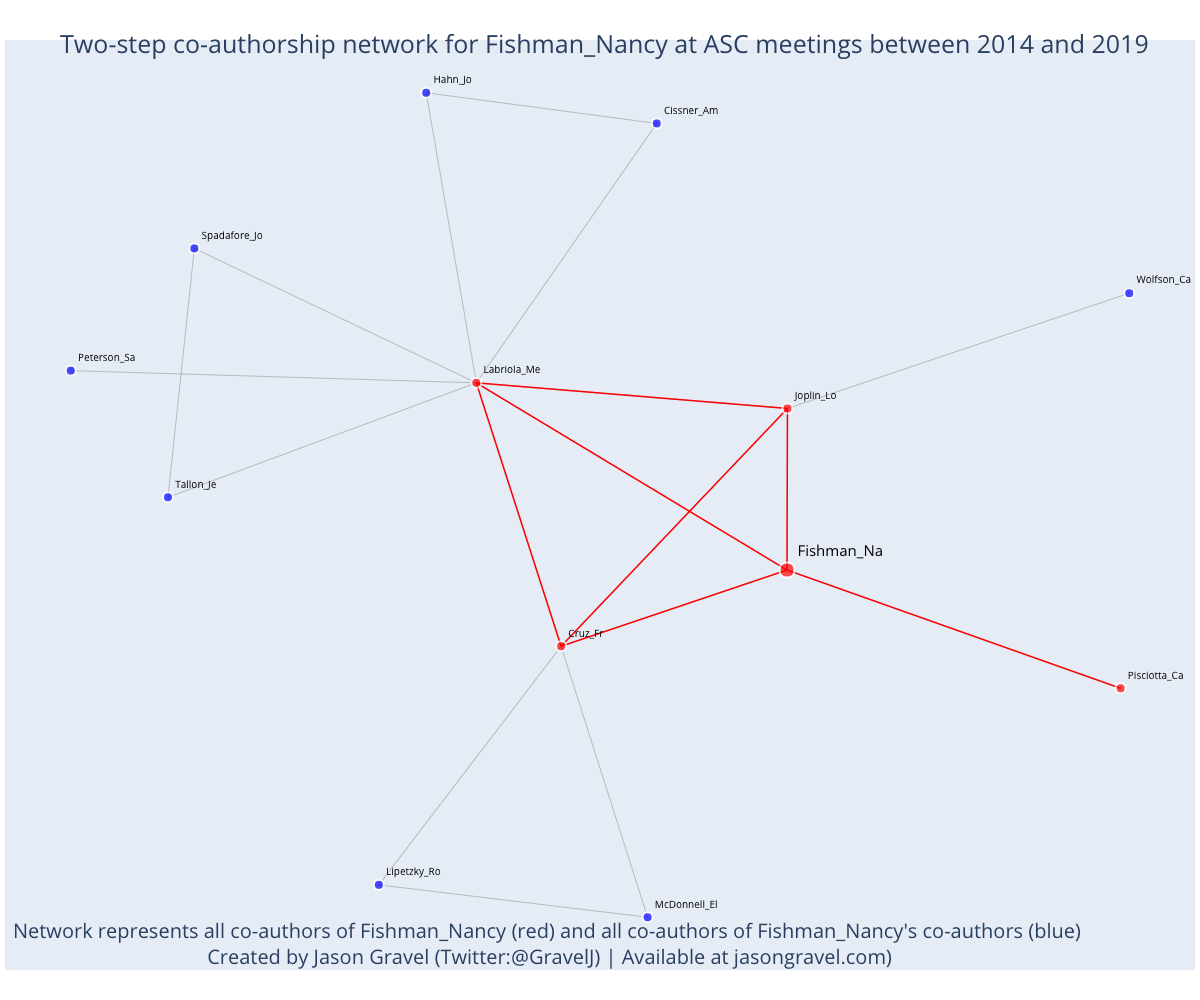 Two-step co-authorship network for Fishman_Nancy at ASC meetings between 2014 and 2019
Hahn_Jo
Cissner_Am
Spadafore_Jo
Wolfson_Ca
Peterson_Sa
Labriola_Me
Joplin_Lo
Tallon_Je
Fishman_Na
Cruz_Fr
Pisciotta_Ca
Lipetzky_Ro
McDonnell_El
Network represents all co-authors of Fishman_Nancy (red) and all co-authors of Fishman_Nancy's co-authors (blue)
Created by Jason Gravel (Twitter:@GravelJ) | Available at jasongravel.com)